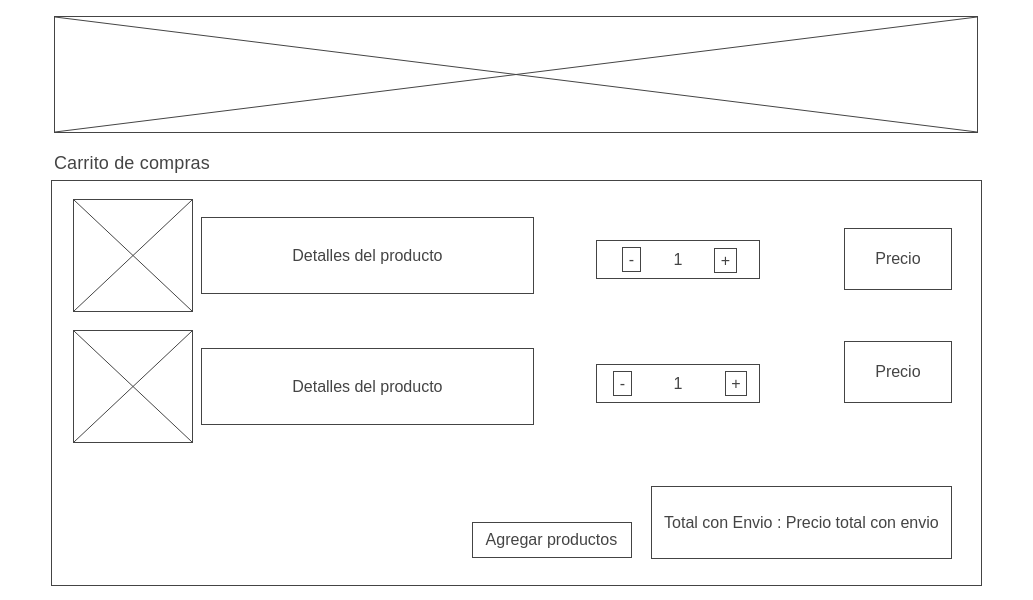 Carrito de compras
Detalles del producto
- 1 +
Precio
Detalles del producto
- 1 +
Precio
Agregar productos
Total con Envio : Precio total con envio